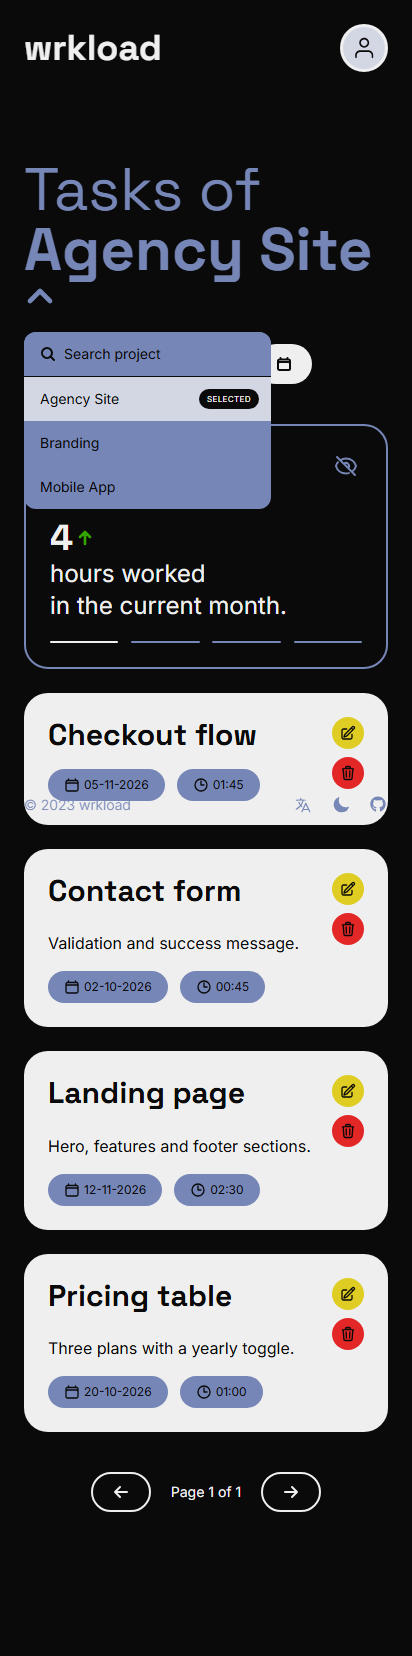 wrkload
Tasks of
Agency Site
Search project
Agency Site SELECTED
Branding
Mobile App
4
hours worked
in the current month.
Checkout flow
05-11-2026 01:45
© 2023 wrkload
Contact form
Validation and success message.
02-10-2026 00:45
Landing page
Hero, features and footer sections.
12-11-2026 02:30
Pricing table
Three plans with a yearly toggle.
20-10-2026 01:00
Page 1 of 1